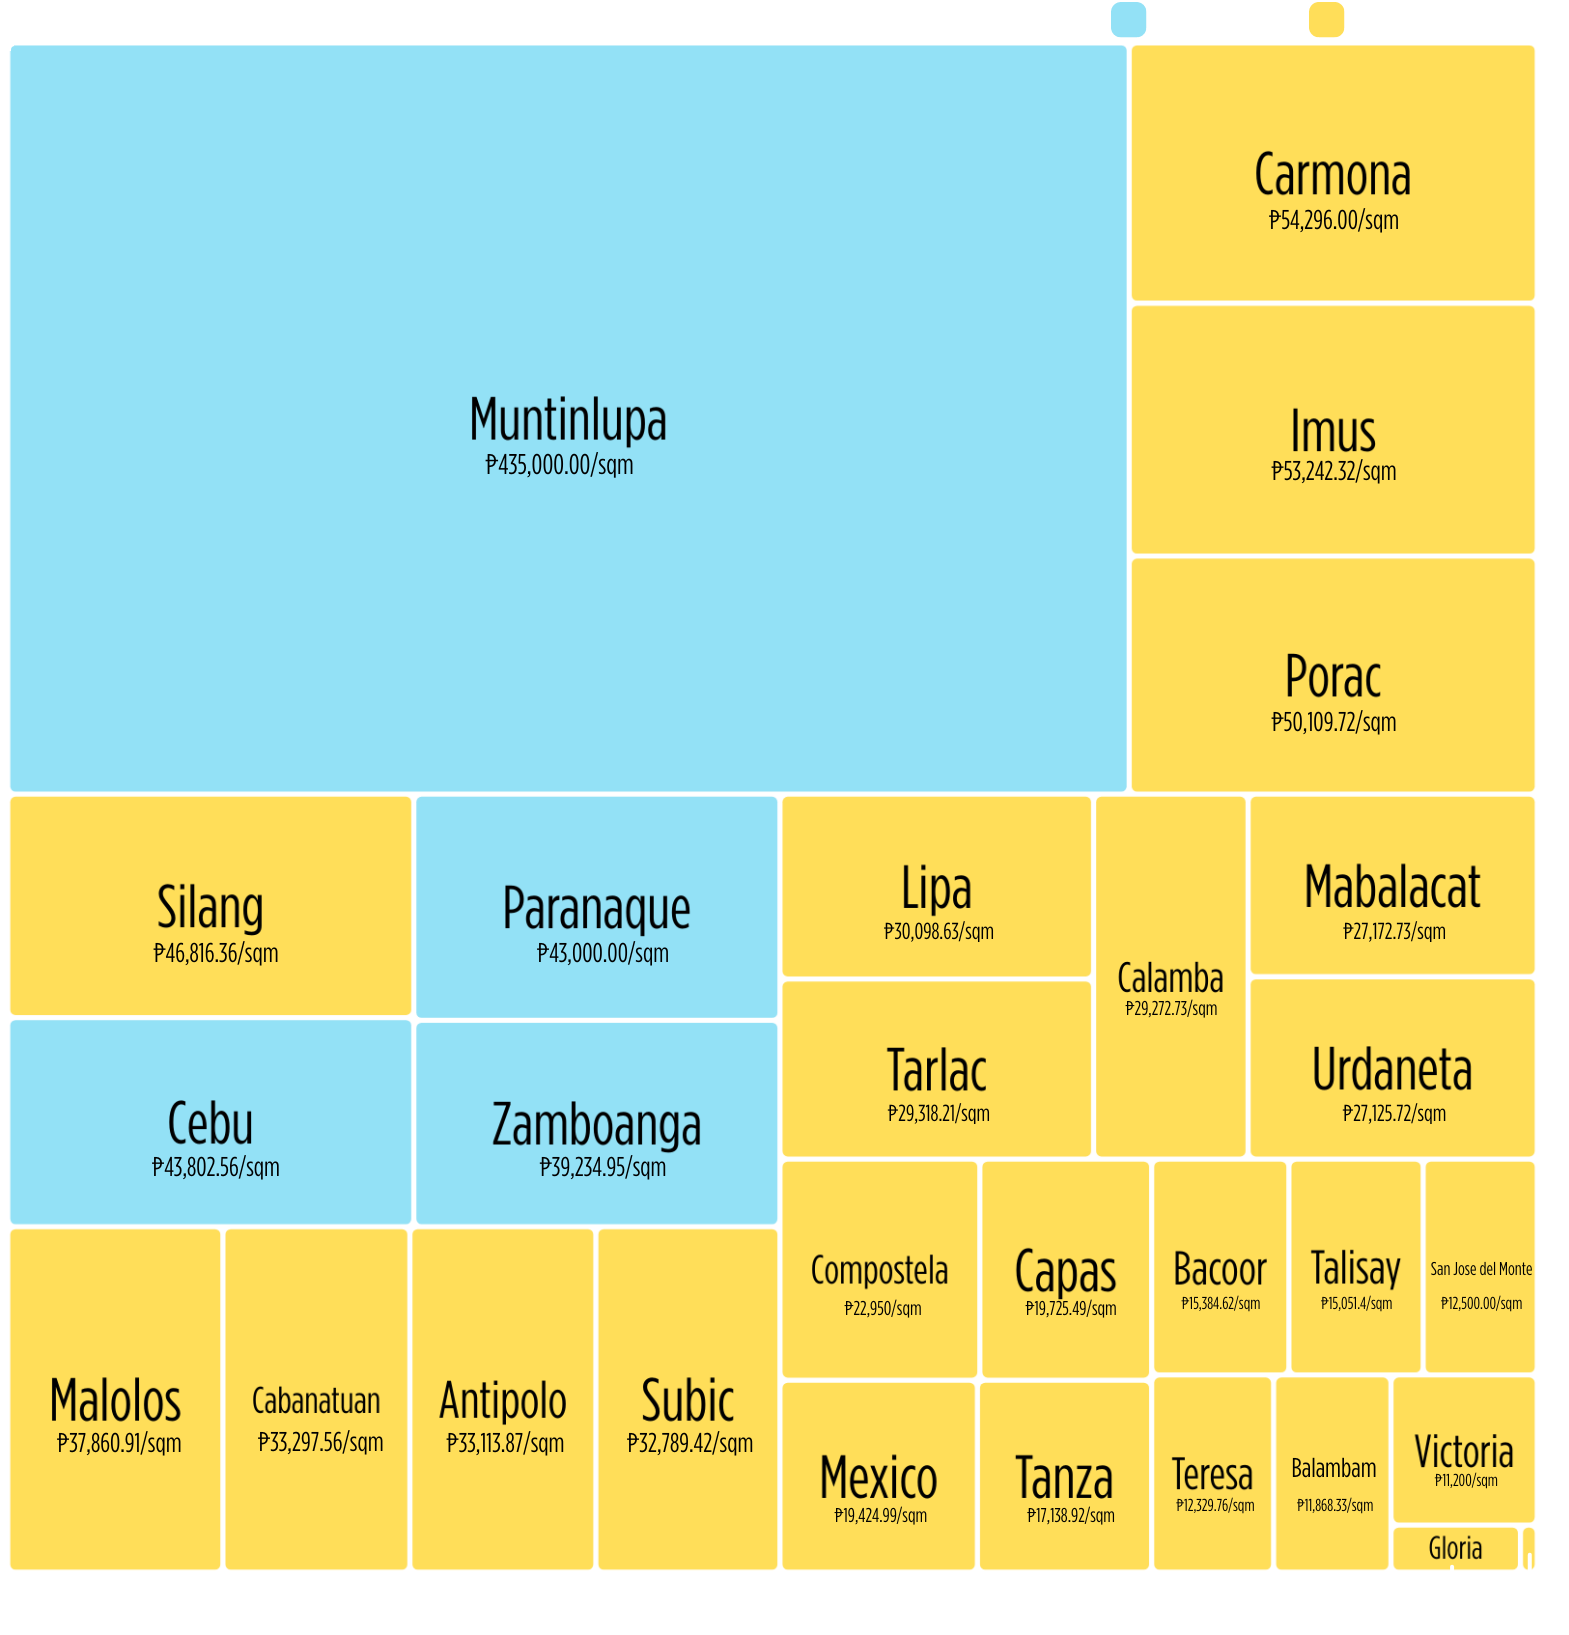 Muntinlupa
₱435,000.00/sqm
Carmona
₱54,296.00/sqm
Imus
₱53,242.32/sqm
Porac
₱50,109.72/sqm
Silang
₱46,816.36/sqm
Paranaque
₱43,000.00/sqm
Cebu
₱43,802.56/sqm
Zamboanga
₱39,234.95/sqm
Malolos
₱37,860.91/sqm
Cabanatuan
₱33,297.56/sqm
Antipolo
₱33,113.87/sqm
Subic
₱32,789.42/sqm
Lipa
₱30,098.63/sqm
Tarlac
₱29,318.21/sqm
Calamba
₱29,272.73/sqm
Mabalacat
₱27,172.73/sqm
Urdaneta
₱27,125.72/sqm
Compostela
₱22,950/sqm
Capas
₱19,725.49/sqm
Bacoor
₱15,384.62/sqm
Talisay
₱15,051.4/sqm
San Jose del Monte
₱12,500.00/sqm
Mexico
₱19,424.99/sqm
Tanza
₱17,138.92/sqm
Teresa
₱12,329.76/sqm
Balambam
₱11,868.33/sqm
Victoria
₱11,200/sqm
Gloria